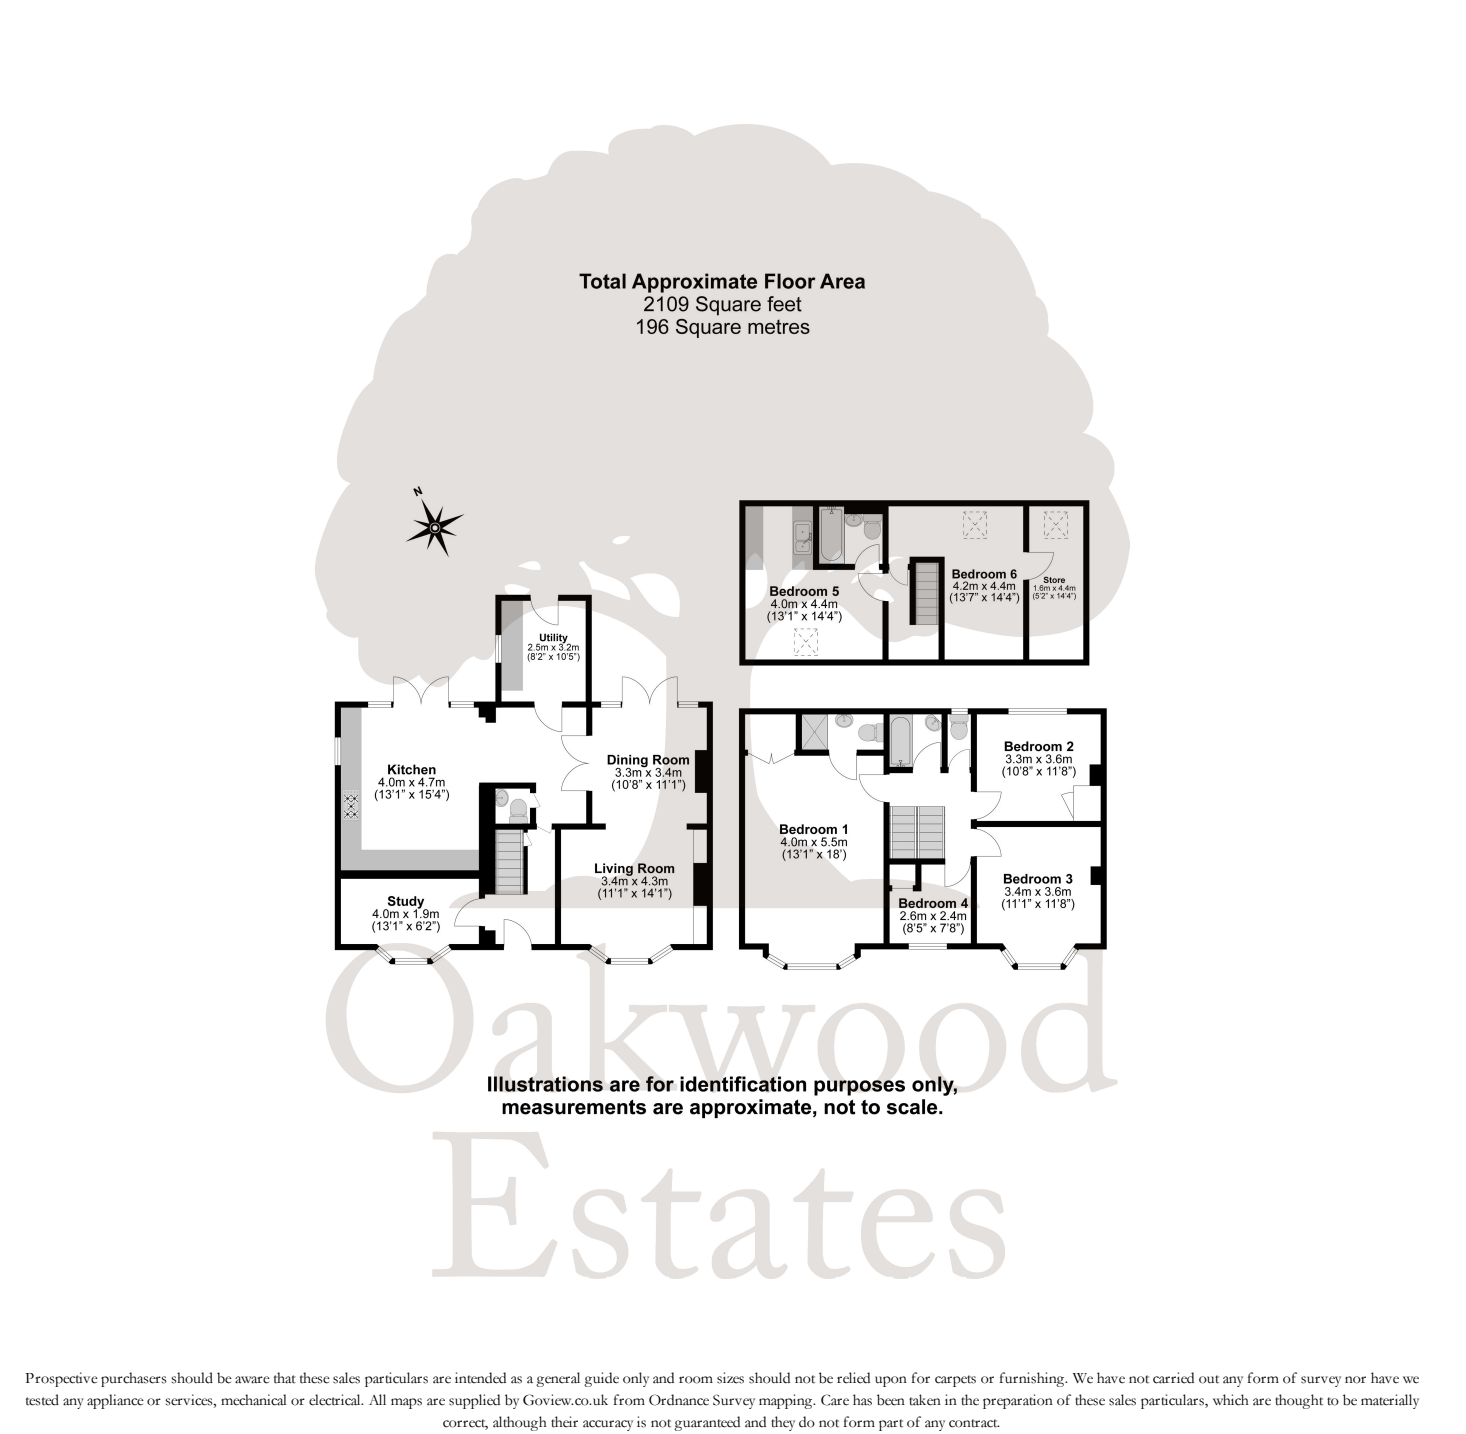 Total Approximate Floor Area
2109 Square feet
196 Square metres
N
Bedroom 5
4.0m x 4.4m
(13'1" x 14'4")
Bedroom 6
4.2m x 4.4m
(13'7" x 14'4")
Store
1.6m x 4.4m
(5'2" x 14'4")
Utility
2.5m x 3.2m
(8'2" x 10'5")
Kitchen
4.0m x 4.7m
(13'1" x 15'4")
Dining Room
3.3m x 3.4m
(10'8" x 11'1")
Living Room
3.4m x 4.3m
(11'1" x 14'1")
Study
4.0m x 1.9m
(13'1" x 6'2")
Bedroom 1
4.0m x 5.5m
(13'1" x 18')
Bedroom 2
3.3m x 3.6m
(10'8" x 11'8")
Bedroom 3
3.4m x 3.6m
(11'1" x 11'8")
Bedroom 4
2.6m x 2.4m
(8'5" x 7'8")
Oakwood
Illustrations are for identification purposes only,
measurements are approximate, not to scale.
Estates
Prospective purchasers should be aware that these sales particulars are intended as a general guide only and room sizes should not be relied upon for carpets or furnishing. We have not carried out any form of survey nor have we
tested any appliance or services, mechanical or electrical. All maps are supplied by Goview.co.uk from Ordnance Survey mapping. Care has been taken in the preparation of these sales particulars, which are thought to be materially
correct, although their accuracy is not guaranteed and they do not form part of any contract.